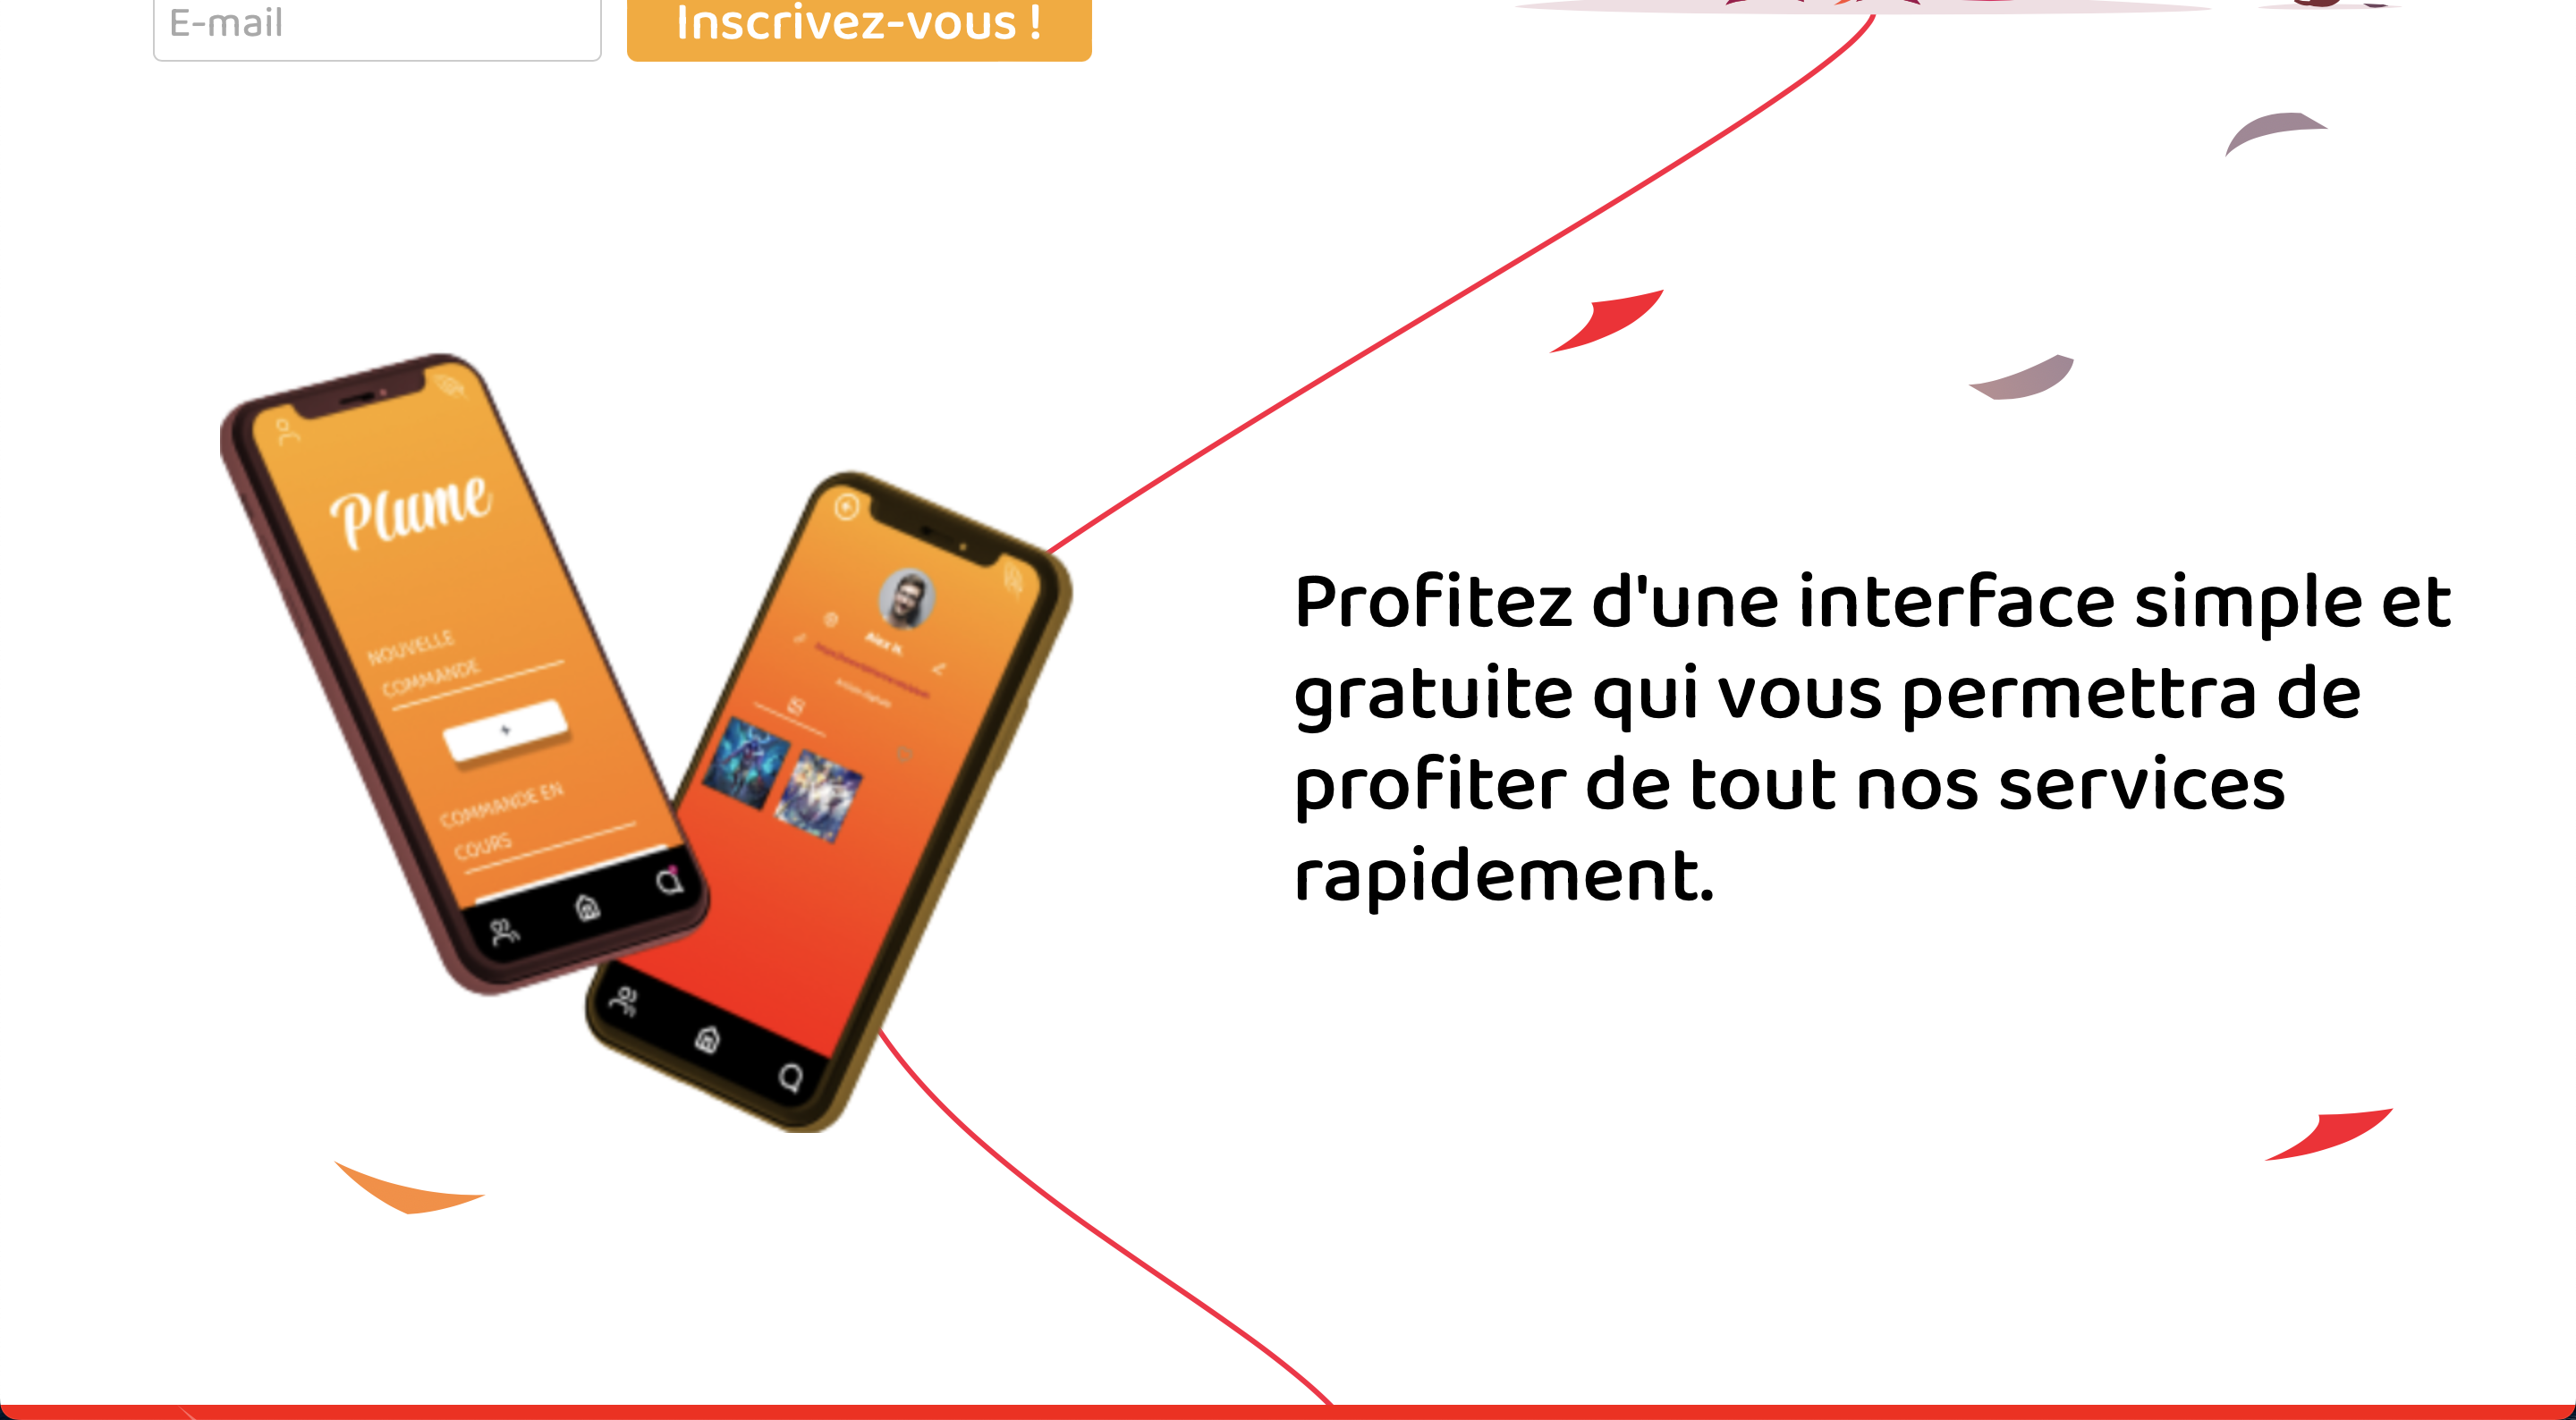 E-mail
Inscrivez-vous !
Plume
NOUVELLE
COMMANDE
+
COMMANDE EN
COURS
Alex H.
Profitez d'une interface simple et
gratuite qui vous permettra de
profiter de tout nos services
rapidement.